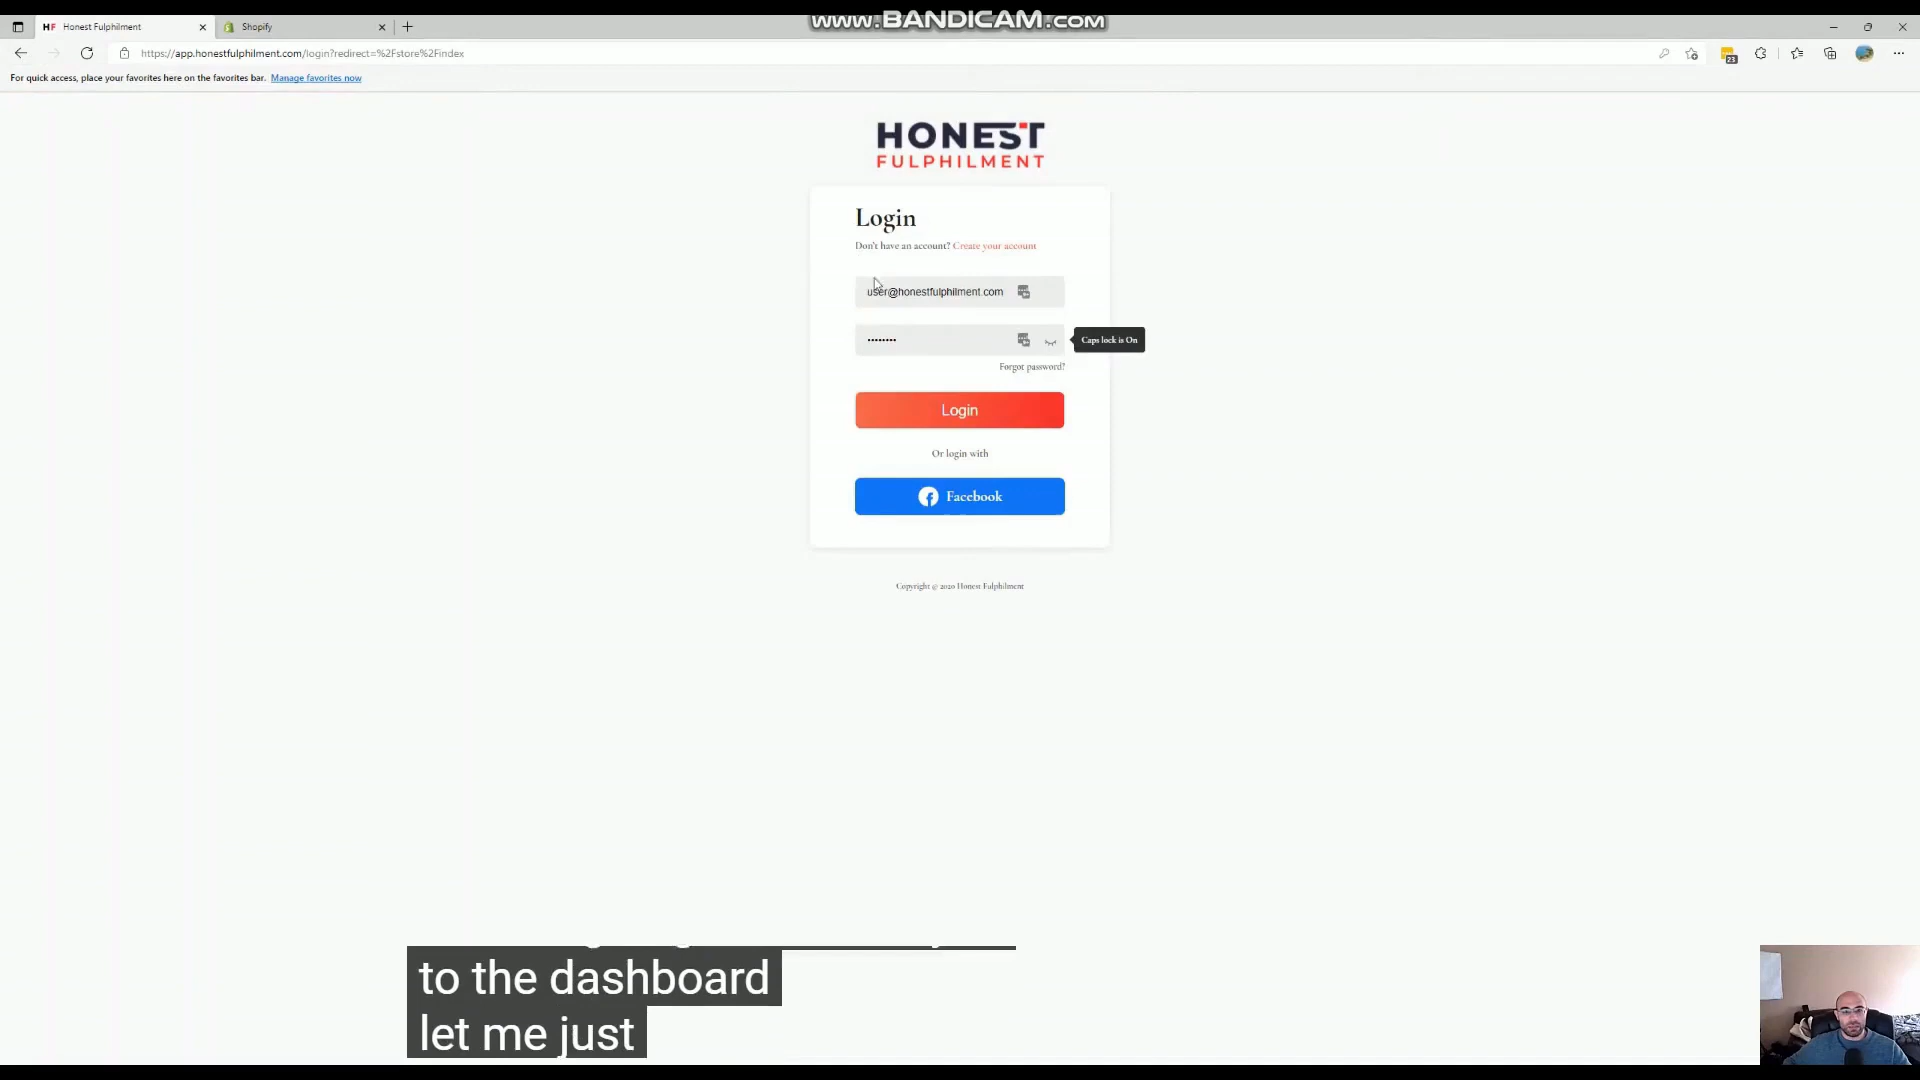 www.BANDICAM.com
HF Honest Fulphilment
Shopify
https://app.honestfulphilment.com/login?redirect=%2Fstore%2Findex
23
For quick access, place your favorites here on the favorites bar. Manage favorites now
HONEST
FULPHILMENT
Login
Don't have an account? Create your account
user@honestfulphilment.com
Caps lock is On
Forgot password?
Login
Or login with
Facebook
Copyright @ 2020 Honest Fulphilment
to the dashboard
let me just